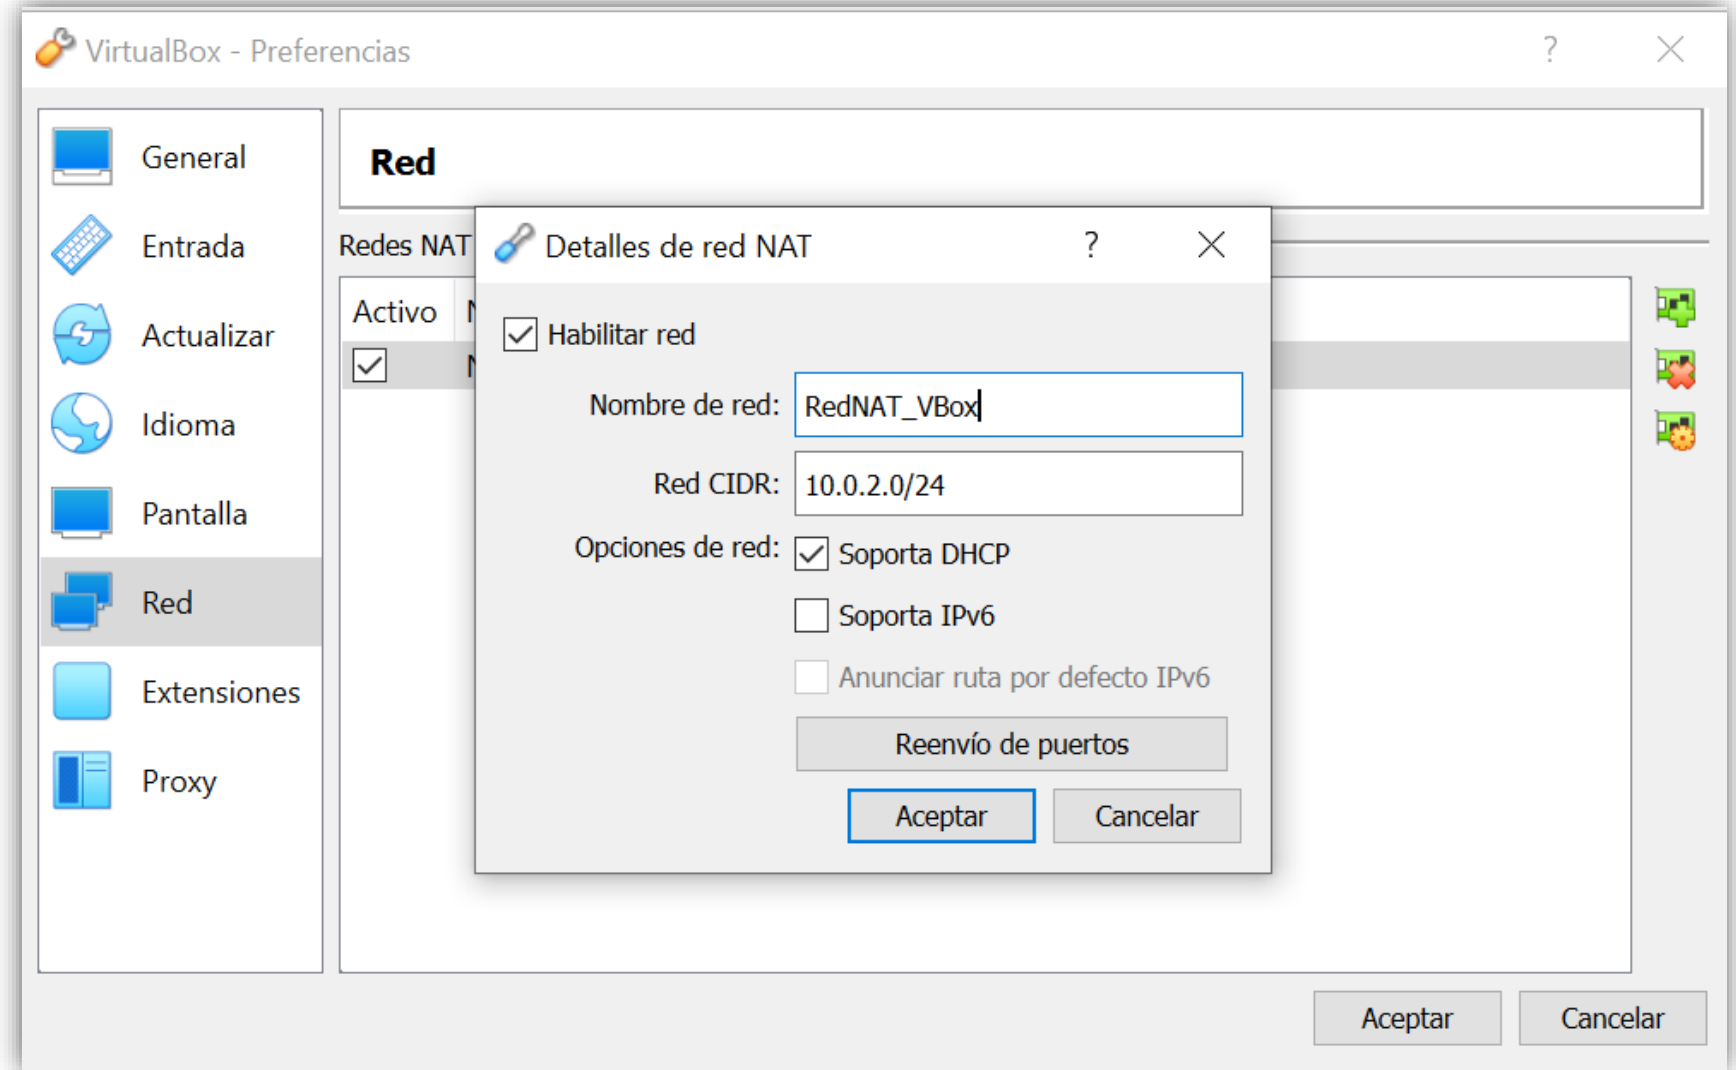 VirtualBox - Preferencias
?
General
Entrada
Actualizar
Idioma
Pantalla
Red
Extensiones
Proxy
Red
Redes NAT
Activo N
N
Detalles de red NAT
?
Habilitar red
Nombre de red: RedNAT_VBox
Red CIDR: 10.0.2.0/24
Opciones de red: Soporta DHCP
Soporta IPv6
Anunciar ruta por defecto IPv6
Reenvío de puertos
Aceptar Cancelar
Aceptar Cancelar